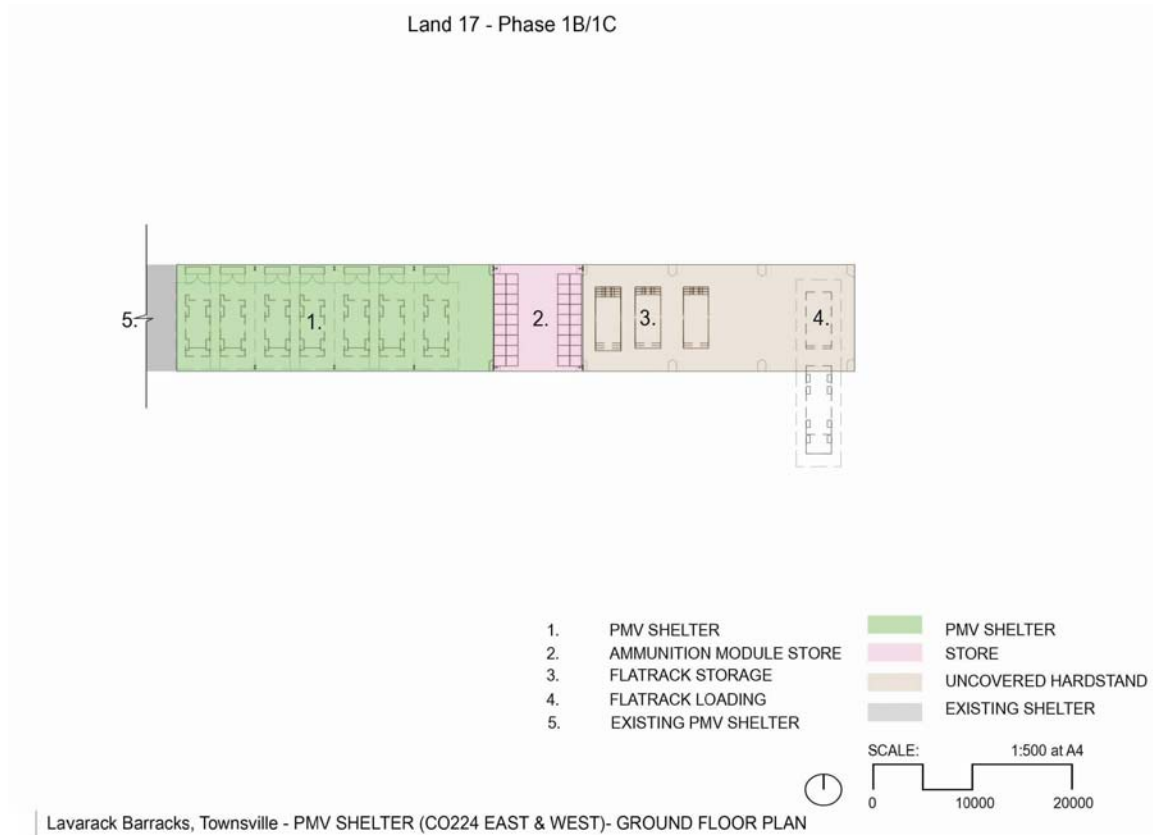 Land 17 - Phase 1B/1C
5.
1.
2.
3.
4.
1. PMV SHELTER
2. AMMUNITION MODULE STORE
3. FLATRACK STORAGE
4. FLATRACK LOADING
5. EXISTING PMV SHELTER
PMV SHELTER
STORE
UNCOVERED HARDSTAND
EXISTING SHELTER
SCALE: 1:500 at A4
0 10000 20000
Lavarack Barracks, Townsville - PMV SHELTER (CO224 EAST & WEST)- GROUND FLOOR PLAN